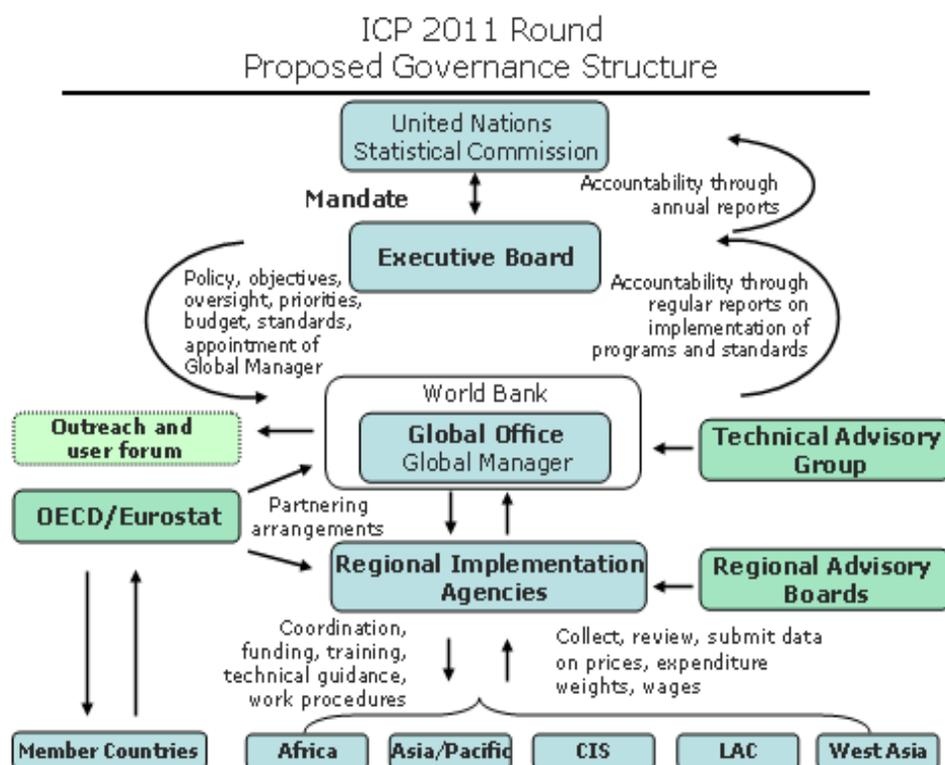 ICP 2011 Round
Proposed Governance Structure
United Nations
Statistical Commission
Accountability through
annual reports
Mandate
Executive Board
Policy, objectives,
oversight, priorities,
budget, standards,
appointment of
Global Manager
Accountability through
regular reports on
implementation of
programs and standards
World Bank
Global Office
Global Manager
Outreach and
user forum
Technical Advisory
Group
OECD/Eurostat
Partnering
arrangements
Regional Implementation
Agencies
Regional Advisory
Boards
Coordination,
funding, training,
technical guidance,
work procedures
Collect, review, submit data
on prices, expenditure
weights, wages
Member Countries
Africa
Asia/Pacific
CIS
LAC
West Asia